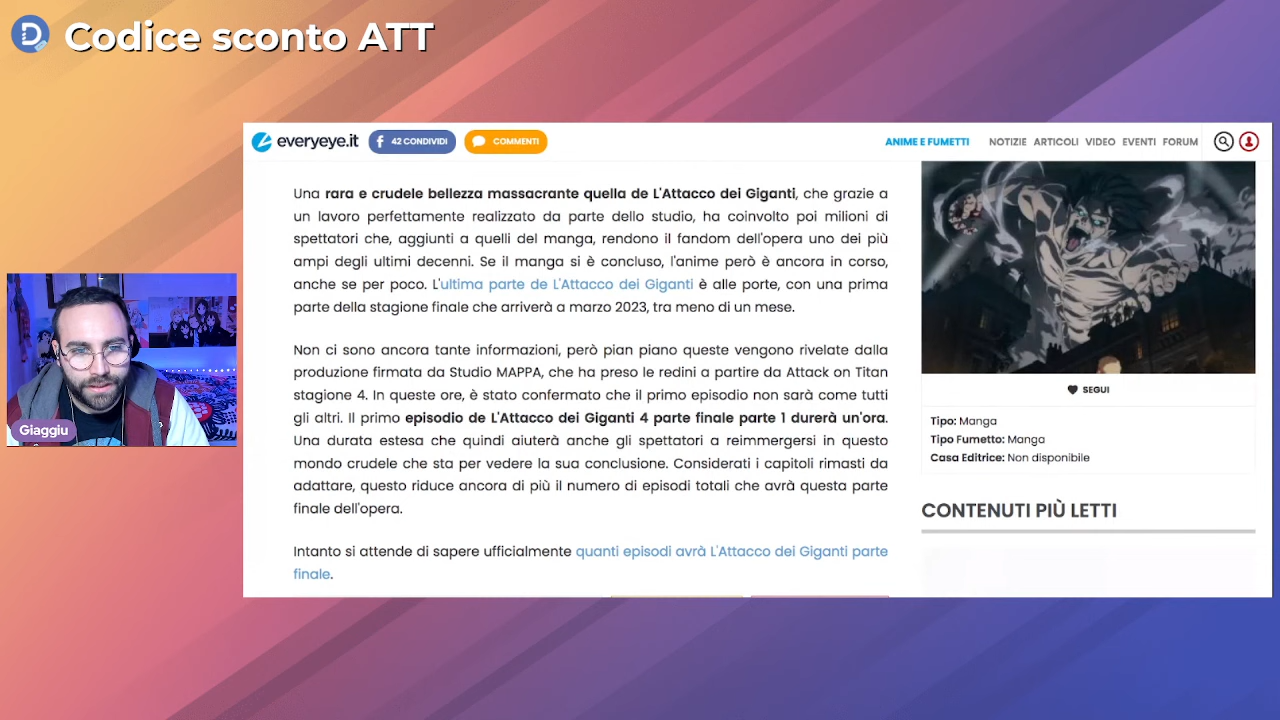 Codice sconto ATT
everyeye.it
42 CONDIVIDI
COMMENTI
ANIME E FUMETTI
NOTIZIE ARTICOLI VIDEO EVENTI FORUM
Una rara e crudele bellezza massacrante quella de L'Attacco dei Giganti, che grazie a
un lavoro perfettamente realizzato da parte dello studio, ha coinvolto poi milioni di
spettatori che, aggiunti a quelli del manga, rendono il fandom dell'opera uno dei più
ampi degli ultimi decenni. Se il manga si è concluso, l'anime però è ancora in corso,
anche se per poco. L'ultima parte de L'Attacco dei Giganti è alle porte, con una prima
parte della stagione finale che arriverà a marzo 2023, tra meno di un mese.
Non ci sono ancora tante informazioni, però pian piano queste vengono rivelate dalla
produzione firmata da Studio MAPPA, che ha preso le redini a partire da Attack on Titan
stagione 4. In queste ore, è stato confermato che il primo episodio non sarà come tutti
gli altri. Il primo episodio de L'Attacco dei Giganti 4 parte finale parte 1 durerà un'ora.
Una durata estesa che quindi aiuterà anche gli spettatori a reimmergersi in questo
mondo crudele che sta per vedere la sua conclusione. Considerati i capitoli rimasti da
adattare, questo riduce ancora di più il numero di episodi totali che avrà questa parte
finale dell'opera.
Intanto si attende di sapere ufficialmente quanti episodi avrà L'Attacco dei Giganti parte
finale.
SEGUI
Tipo: Manga
Tipo Fumetto: Manga
Casa Editrice: Non disponibile
CONTENUTI PIÙ LETTI
Giaggiu